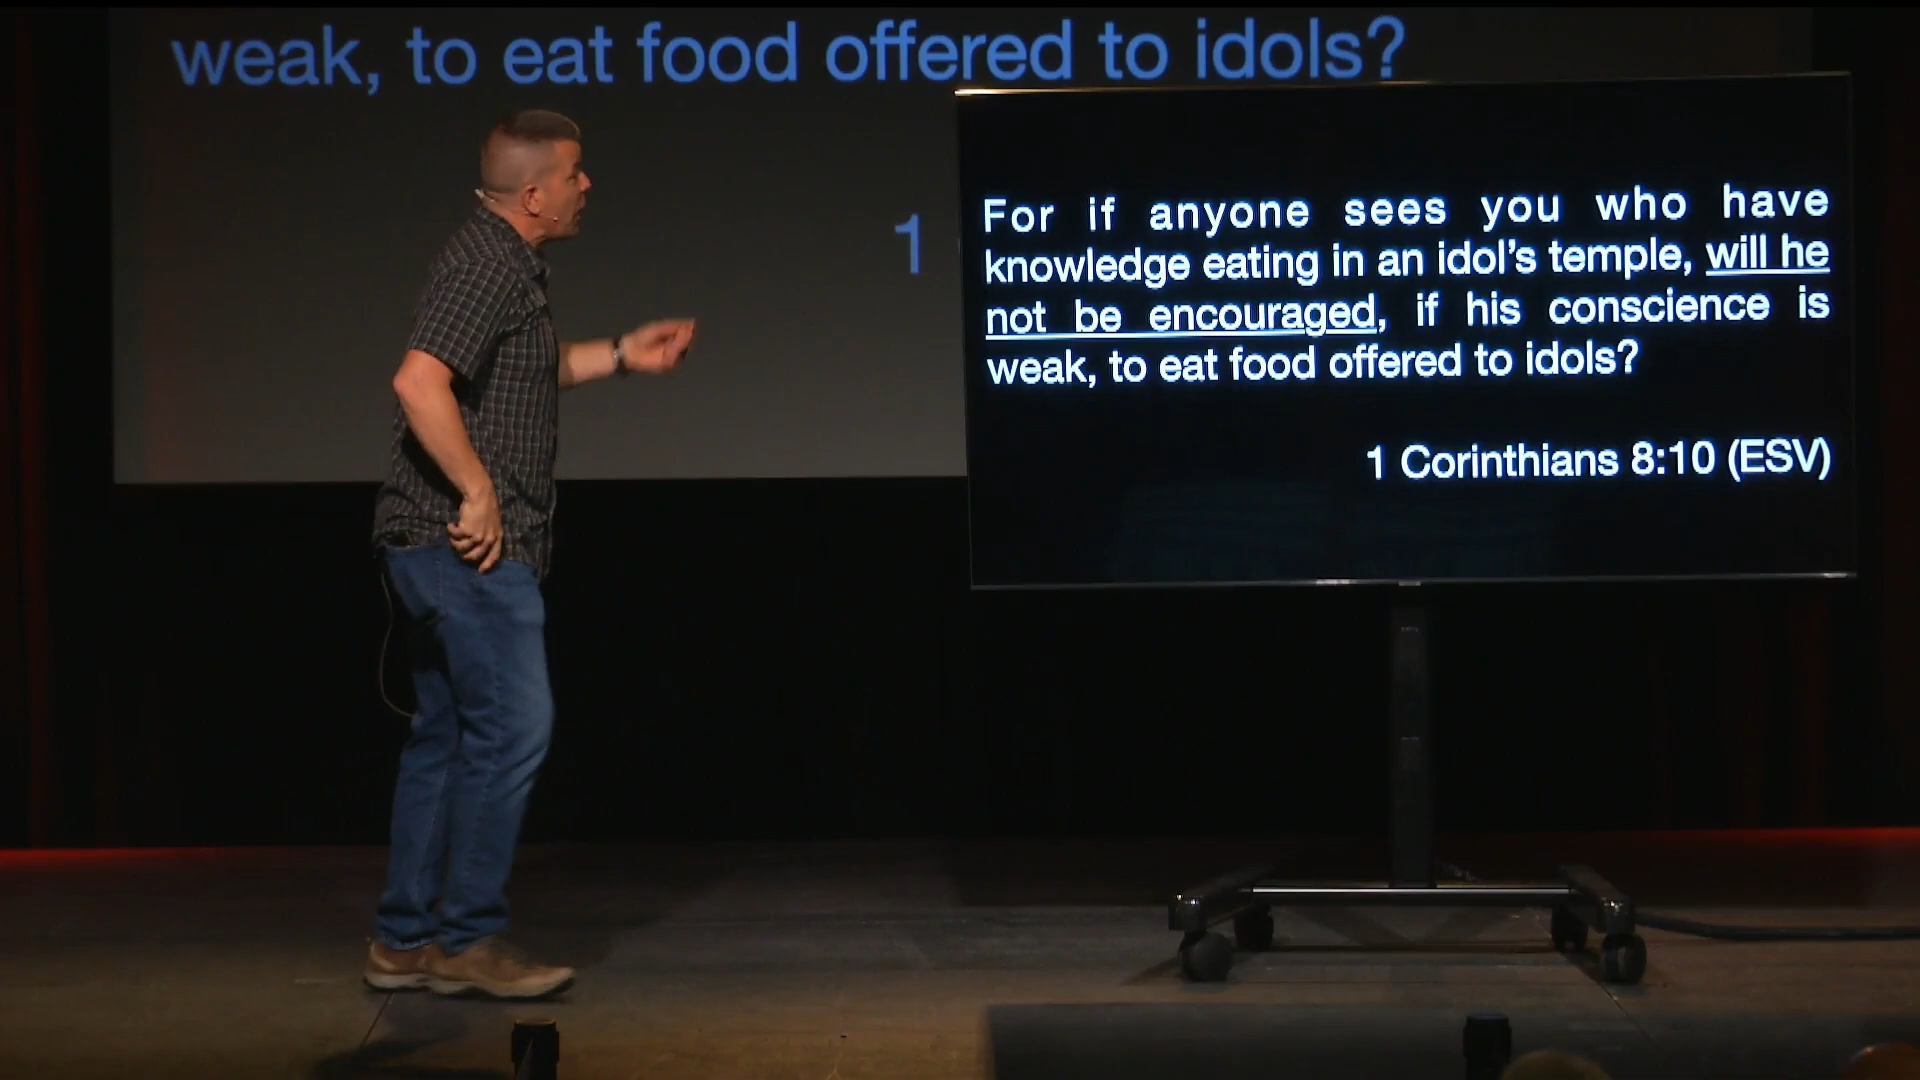 weak, to eat food offered to idols?
1
For if anyone sees you who have
knowledge eating in an idol's temple, will he
not be encouraged, if his conscience is
weak, to eat food offered to idols?
1 Corinthians 8:10 (ESV)